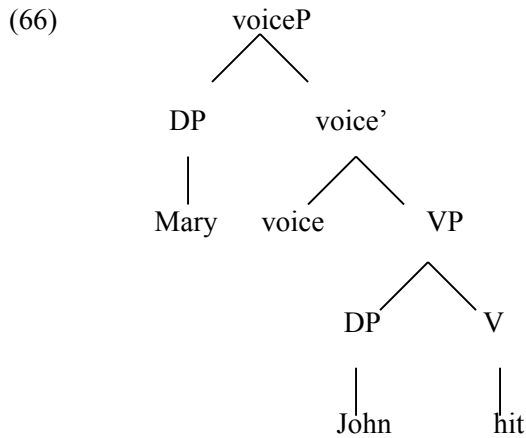 (66) voiceP
DP voice’
Mary voice VP
DP V
John hit